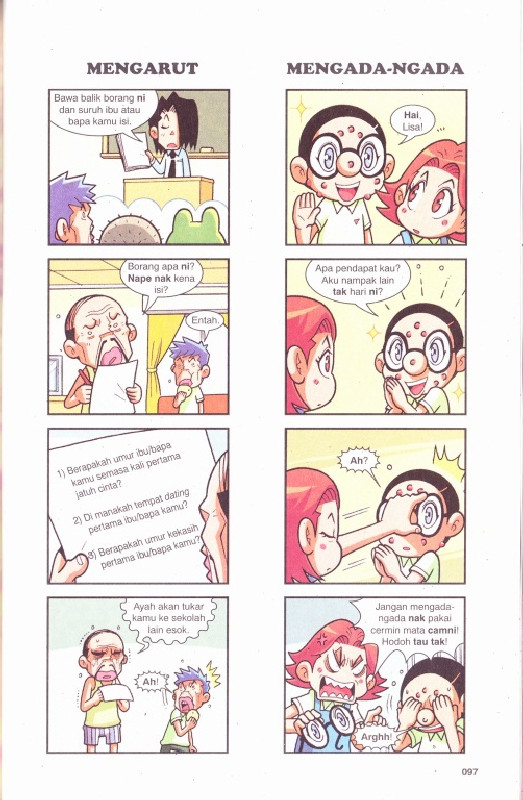 MENGARUT
Bawa balik borang ni
dan suruh ibu atau
bapa kamu isi.
Borang apa ni?
Nape nak kena
isi?
Entah.
1) Berapakah umur ibu/bapa
kamu semasa kali pertama
jatuh cinta?
2) Di manakah tempat dating
pertama ibu/bapa kamu?
3) Berapakah umur kekasih
pertama ibu/bapa kamu?
Ayah akan tukar
kamu ke sekolah
lain esok.
Ah!
MENGADA-NGADA
Hai,
Lisa!
Apa pendapat kau?
Aku nampak lain
tak hari ni?
Ah?
Jangan mengada-
ngada nak pakai
cermin mata camni!
Hodoh tau tak!
Arghh!
097